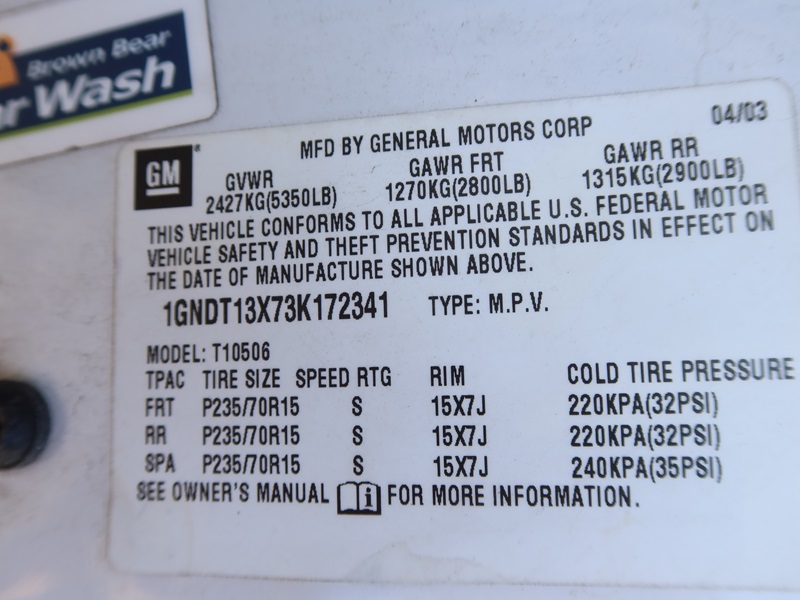 Brown Bear
Wash
04/03
MFD BY GENERAL MOTORS CORP
GM®
GVWR GAWR FRT GAWR RR
2427KG(5350LB) 1270KG(2800LB) 1315KG(2900LB)
THIS VEHICLE CONFORMS TO ALL APPLICABLE U.S. FEDERAL MOTOR
VEHICLE SAFETY AND THEFT PREVENTION STANDARDS IN EFFECT ON
THE DATE OF MANUFACTURE SHOWN ABOVE.
1GNDT13X73K172341 TYPE: M.P.V.
MODEL: T10506
TPAC TIRE SIZE SPEED RTG RIM COLD TIRE PRESSURE
FRT P235/70R15 S 15X7J 220KPA(32PSI)
RR P235/70R15 S 15X7J 220KPA(32PSI)
SPA P235/70R15 S 15X7J 240KPA(35PSI)
SEE OWNER'S MANUAL i FOR MORE INFORMATION.